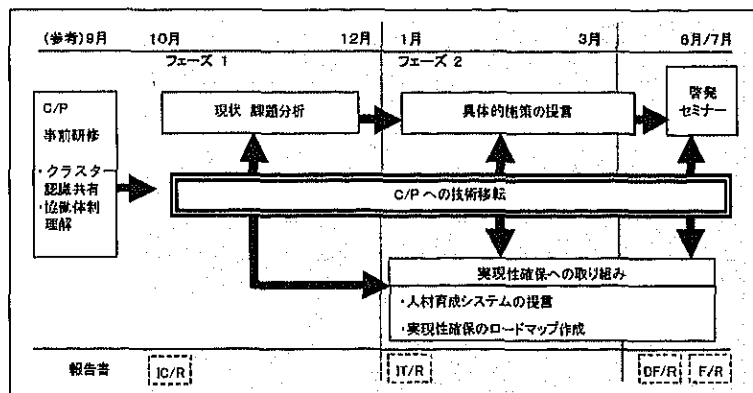 (参考)9月 10月 12月 1月 3月 6月/7月
フェーズ 1 フェーズ 2
C/P
事前研修
・クラスター
認識共有
・協働体制
理解
現状 課題分析
具体的施策の提言
啓発
セミナー
C/P への技術移転
実現性確保への取り組み
・人材育成システムの提言
・実現性確保のロードマップ作成
報告書 IC/R IT/R DF/R F/R